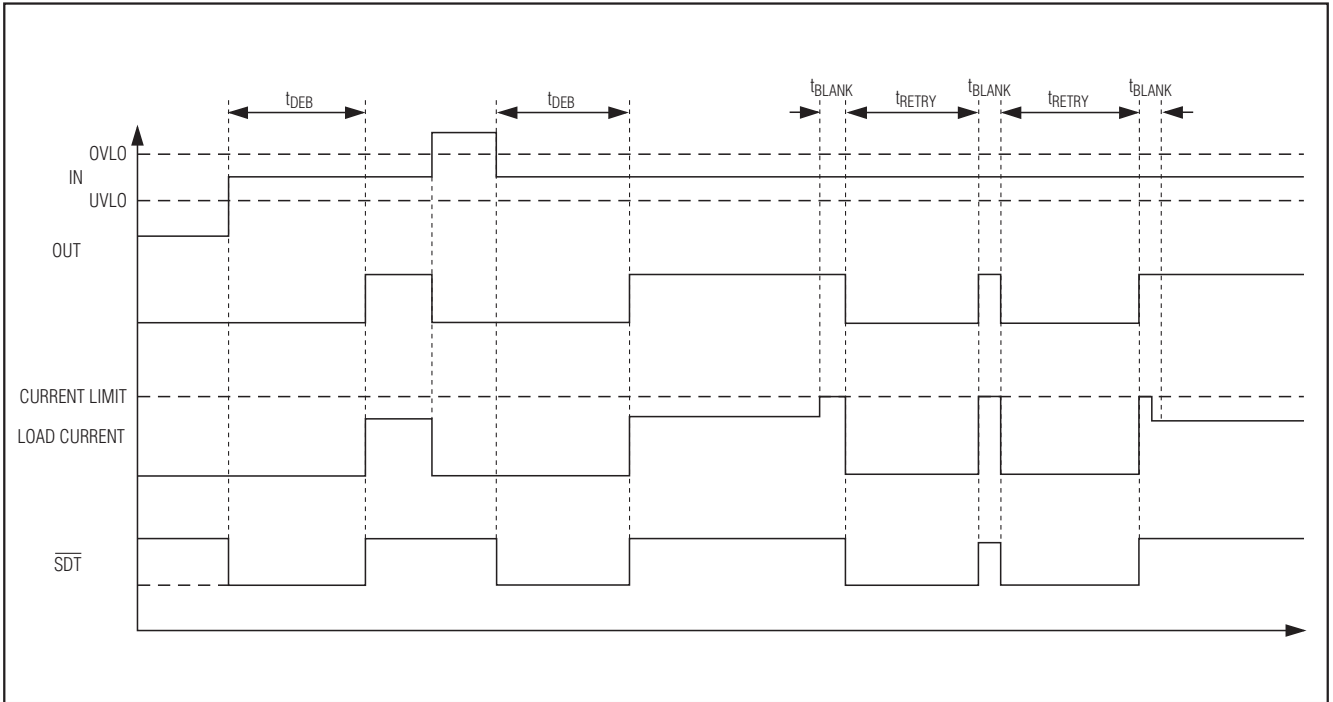 tDEB
tDEB
tBLANK
tRETRY
tBLANK
tRETRY
tBLANK
OVLO
IN
UVLO
OUT
CURRENT LIMIT
LOAD CURRENT
SDT